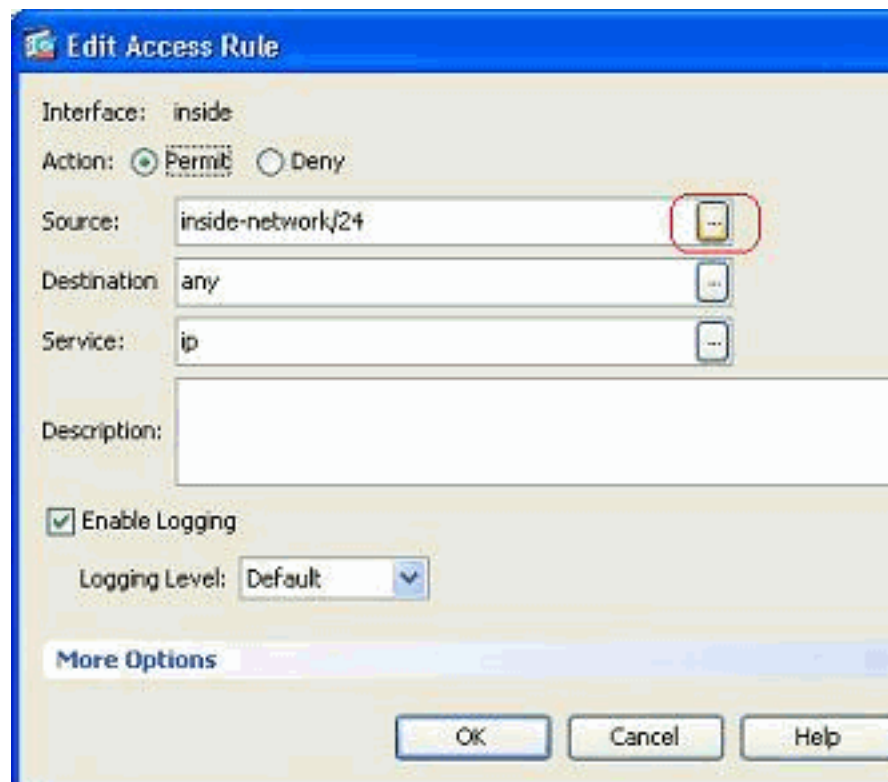 Edit Access Rule
Interface: inside
Action: Permit Deny
Source: inside-network/24 ...
Destination any ...
Service: ip ...
Description:
Enable Logging
Logging Level: Default
More Options
OK Cancel Help